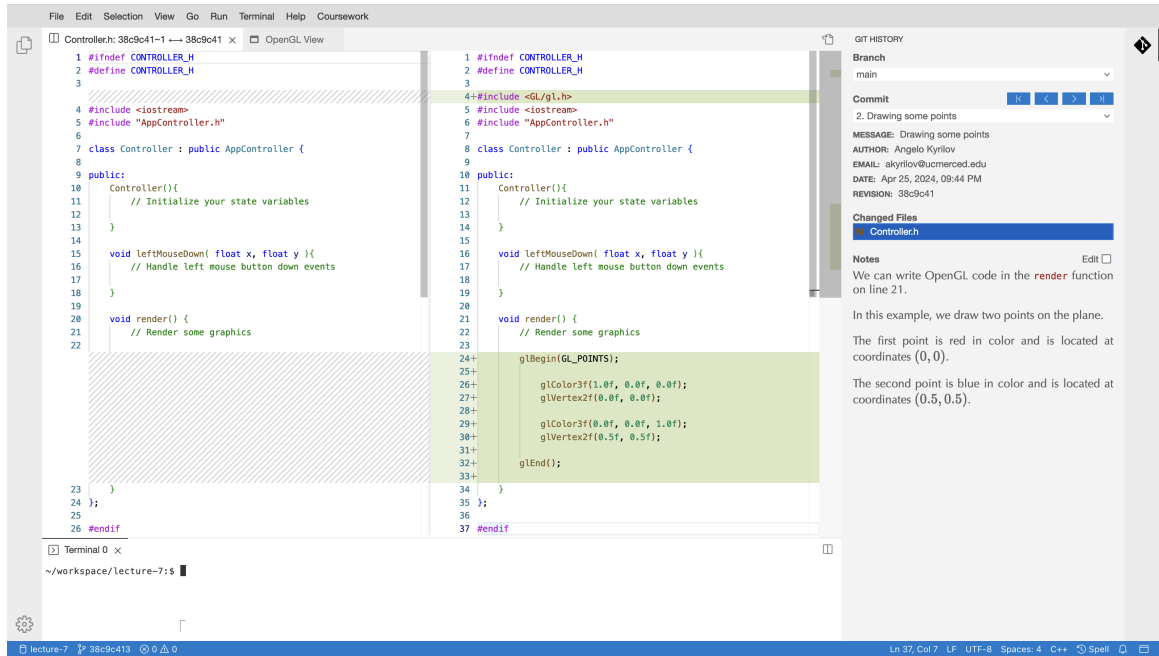 File Edit Selection View Go Run Terminal Help Coursework
Controller.h: 38c9c41~1 ⟷ 38c9c41 × OpenGL View
1 #ifndef CONTROLLER_H
2 #define CONTROLLER_H
3
4 #include <iostream>
5 #include "AppController.h"
6
7 class Controller : public AppController {
8
9 public:
10 Controller(){
11 // Initialize your state variables
12
13 }
14
15 void leftMouseDown( float x, float y ){
16 // Handle left mouse button down events
17
18 }
19
20 void render() {
21 // Render some graphics
22
23 }
24 };
25
26 #endif
1 #ifndef CONTROLLER_H
2 #define CONTROLLER_H
3
4+#include <GL/gl.h>
5 #include <iostream>
6 #include "AppController.h"
7
8 class Controller : public AppController {
9
10 public:
11 Controller(){
12 // Initialize your state variables
13
14 }
15
16 void leftMouseDown( float x, float y ){
17 // Handle left mouse button down events
18
19 }
20
21 void render() {
22 // Render some graphics
23
24+ glBegin(GL_POINTS);
25+
26+ glColor3f(1.0f, 0.0f, 0.0f);
27+ glVertex2f(0.0f, 0.0f);
28+
29+ glColor3f(0.0f, 0.0f, 1.0f);
30+ glVertex2f(0.5f, 0.5f);
31+
32+ glEnd();
33+
34 }
35 };
36
37 #endif
GIT HISTORY
Branch
main
Commit
2. Drawing some points
MESSAGE: Drawing some points
AUTHOR: Angelo Kyrilov
EMAIL: akyrilov@ucmerced.edu
DATE: Apr 25, 2024, 09:44 PM
REVISION: 38c9c41
Changed Files
Controller.h
Notes Edit
We can write OpenGL code in the render function
on line 21.
In this example, we draw two points on the plane.
The first point is red in color and is located at
coordinates (0, 0).
The second point is blue in color and is located at
coordinates (0.5, 0.5).
Terminal 0 ×
~/workspace/lecture-7:$
lecture-7 38c9c413 0 0 Ln 37, Col 7 LF UTF-8 Spaces: 4 C++ Spell